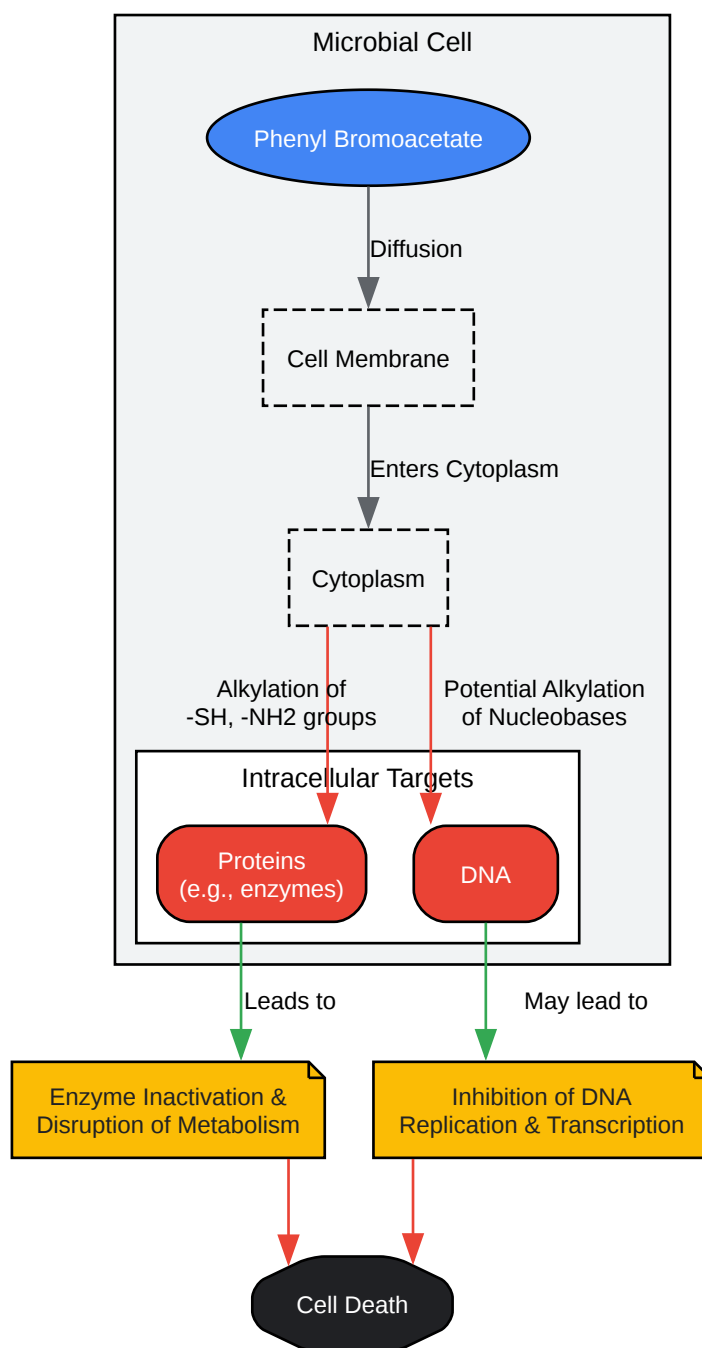 Microbial Cell
Phenyl Bromoacetate
Diffusion
Cell Membrane
Enters Cytoplasm
Cytoplasm
Alkylation of
-SH, -NH2 groups
Potential Alkylation
of Nucleobases
Intracellular Targets
Proteins
(e.g., enzymes)
DNA
Leads to
May lead to
Enzyme Inactivation &
Disruption of Metabolism
Inhibition of DNA
Replication & Transcription
Cell Death